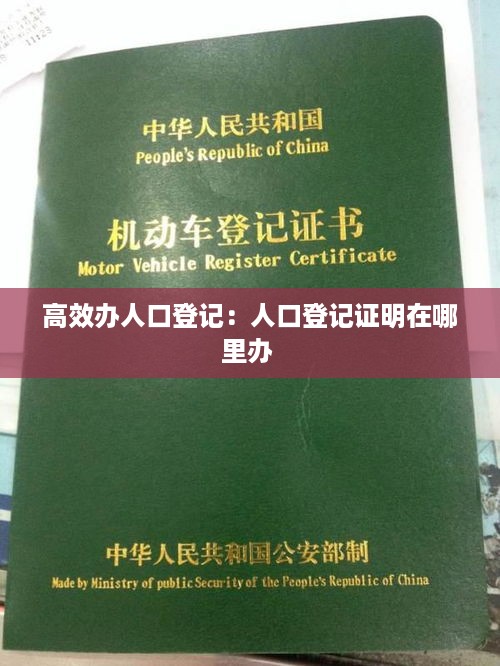 11:23
中华人民共和国
People's Republic of China
机动车登记证书
Motor Vehicle Register Certificate
高效办人口登记：人口登记证明在哪
里办
中华人民共和国公安部制
Made by Ministry of public Security of the People's Republic of China